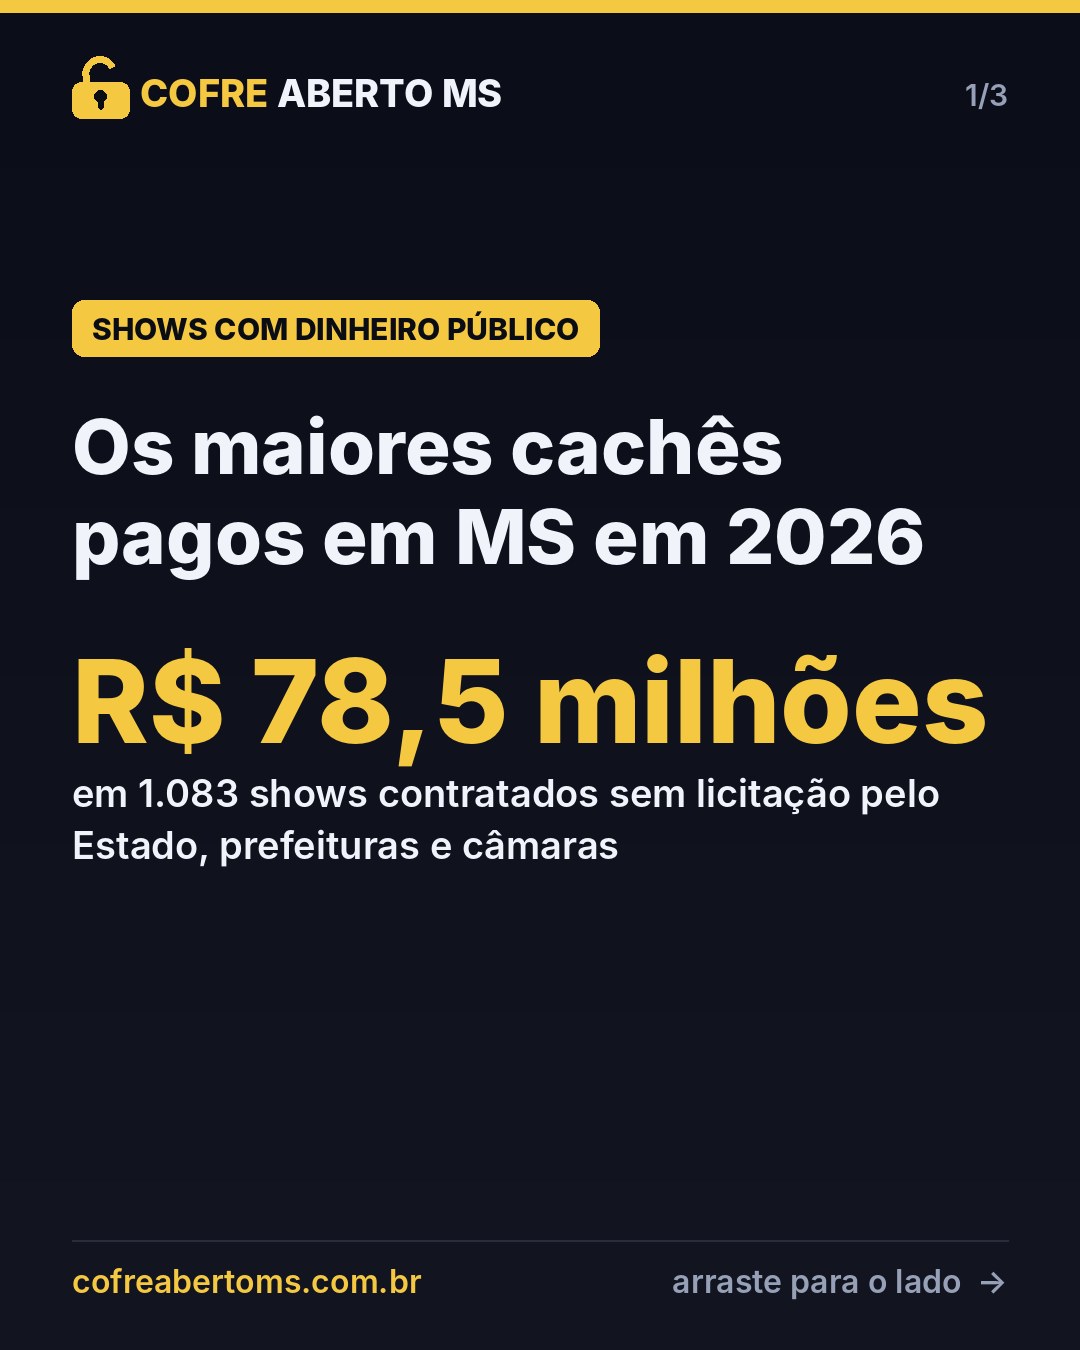 COFRE ABERTO MS
1/3
SHOWS COM DINHEIRO PÚBLICO
Os maiores cachês
pagos em MS em 2026
R$ 78,5 milhões
em 1.083 shows contratados sem licitação pelo
Estado, prefeituras e câmaras
cofreabertoms.com.br
arraste para o lado →